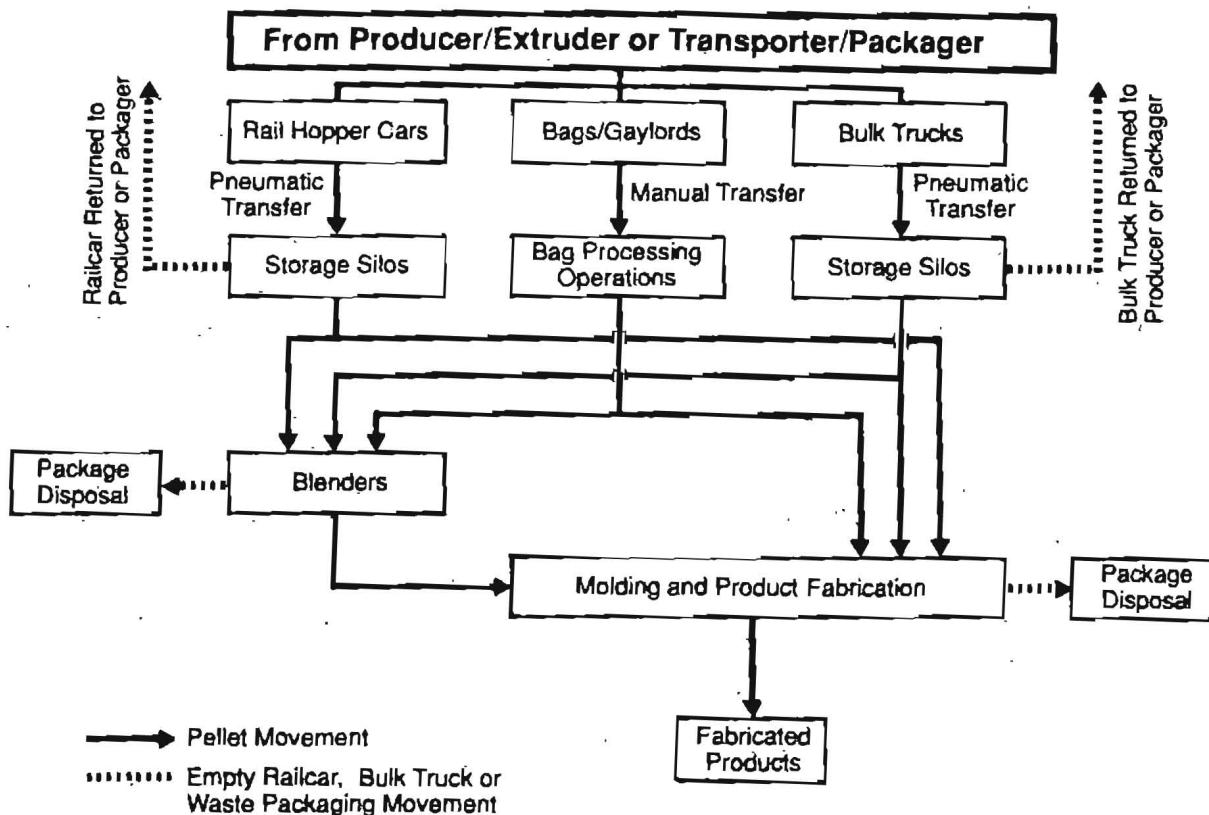 From Producer/Extruder or Transporter/Packager
Railcar Returned to
Producer or Packager
Rail Hopper Cars
Bags/Gaylords
Bulk Trucks
Bulk Truck Returned to
Producer or Packager
Pneumatic
Transfer
Manual Transfer
Pneumatic
Transfer
Storage Silos
Bag Processing
Operations
Storage Silos
Package
Disposal
Blenders
Molding and Product Fabrication
Package
Disposal
Pellet Movement
Empty Railcar, Bulk Truck or
Waste Packaging Movement
Fabricated
Products